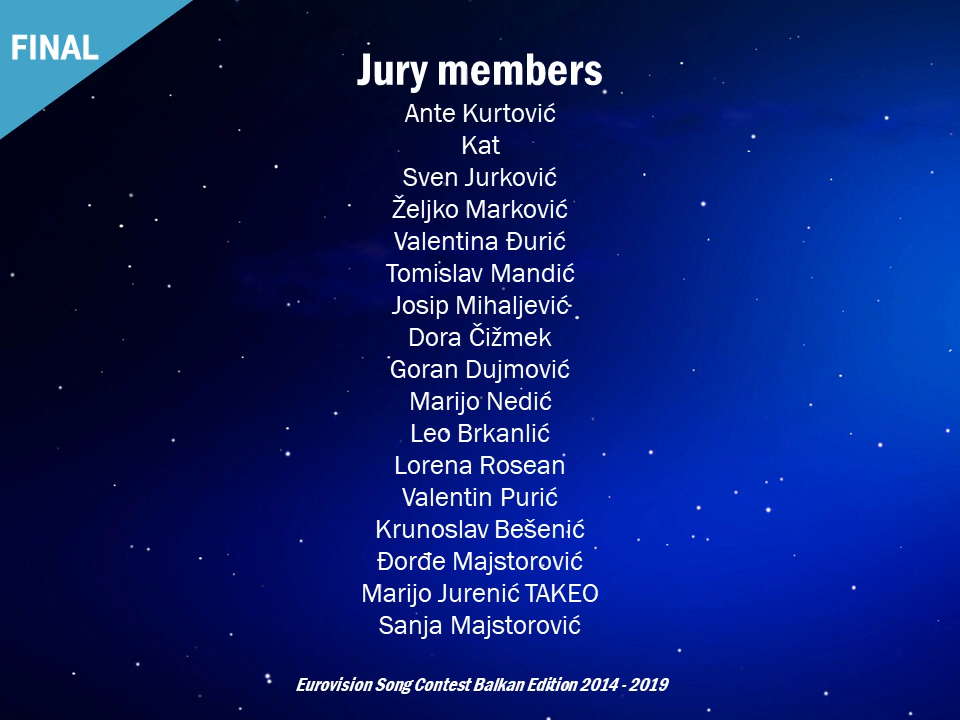 FINAL
Jury members
Ante Kurtović
Kat
Sven Jurković
Željko Marković
Valentina Đurić
Tomislav Mandić
Josip Mihaljević
Dora Čižmek
Goran Dujmović
Marijo Nedić
Leo Brkanlić
Lorena Rosean
Valentin Purić
Krunoslav Bešenić
Đorđe Majstorović
Marijo Jurenić TAKEO
Sanja Majstorović
Eurovision Song Contest Balkan Edition 2014 - 2019